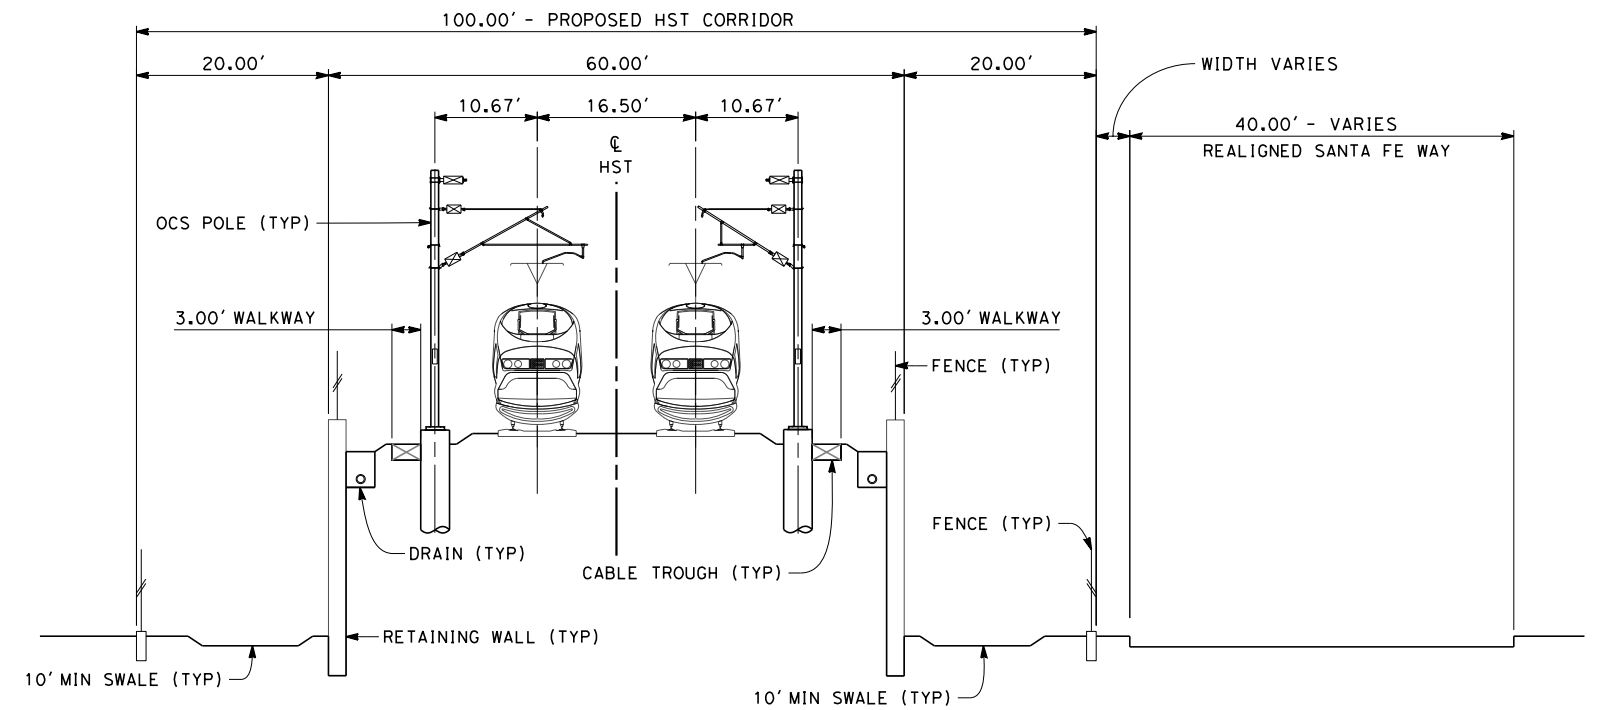 100.00' - PROPOSED HST CORRIDOR
20.00'
60.00'
20.00'
WIDTH VARIES
10.67'
16.50'
10.67'
40.00' - VARIES
REALIGNED SANTA FE WAY
℄
HST
OCS POLE (TYP)
3.00' WALKWAY
3.00' WALKWAY
FENCE (TYP)
FENCE (TYP)
DRAIN (TYP)
CABLE TROUGH (TYP)
RETAINING WALL (TYP)
10' MIN SWALE (TYP)
10' MIN SWALE (TYP)